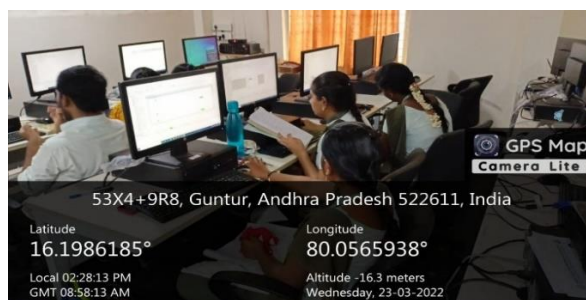 GPS Map
Camera Lite
53X4+9R8, Guntur, Andhra Pradesh 522611, India
Latitude
16.1986185°
Longitude
80.0565938°
Local 02:28:13 PM
GMT 08:58:13 AM
Altitude -16.3 meters
Wednesday, 23-03-2022